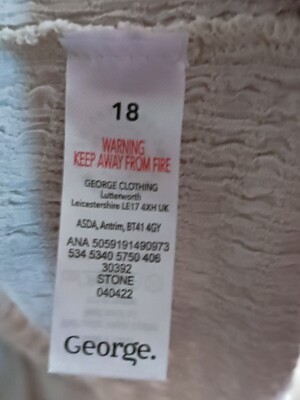 18
WARNING
KEEP AWAY FROM FIRE
GEORGE CLOTHING
Lutterworth
Leicestershire LE17 4XH UK
ASDA, Antrim, BT41 4GY
ANA 5059191490973
534 5340 5750 406
30392
STONE
040422
George.